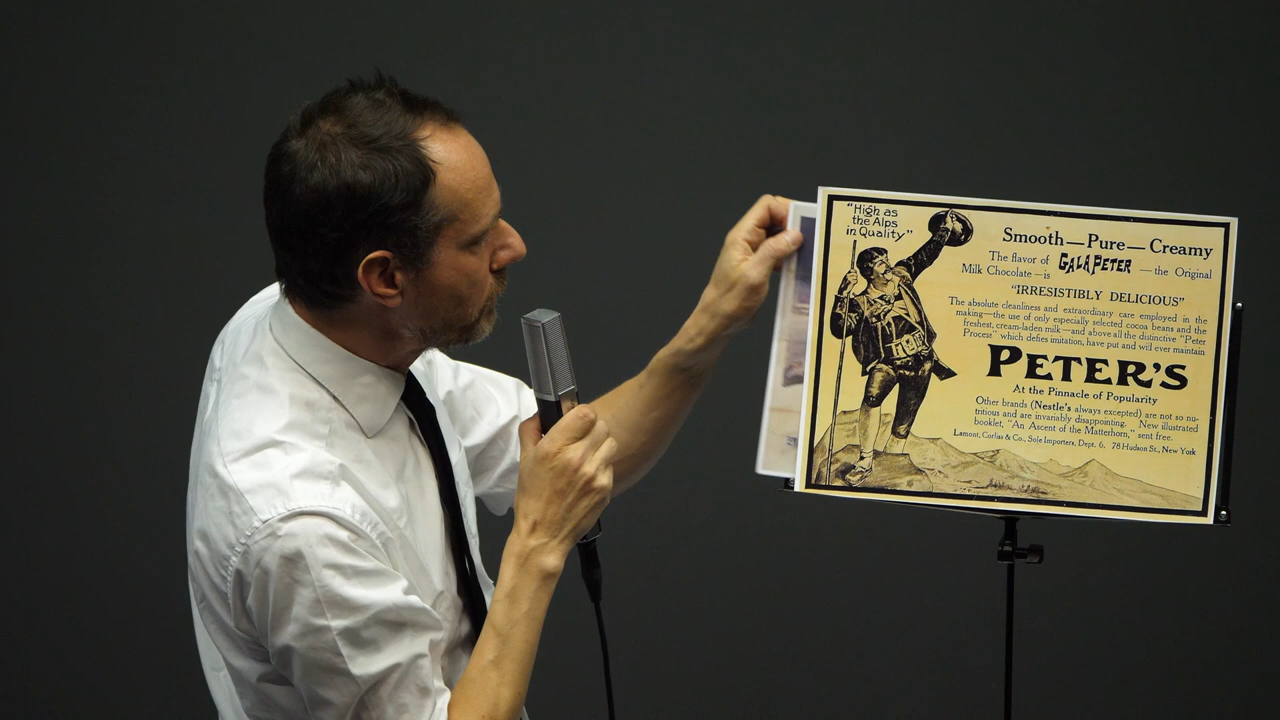 "High as
the Alps
in Quality"
Smooth—Pure—Creamy
The flavor of GALA PETER — the Original
Milk Chocolate—is
"IRRESISTIBLY DELICIOUS"
The absolute cleanliness and extraordinary care employed in the
making—the use of only especially selected cocoa beans and the
freshest, cream-laden milk—and above all the distinctive "Peter
Process" which defies imitation, have put and will ever maintain
PETER'S
At the Pinnacle of Popularity
Other brands (Nestle's always excepted) are not so nu-
tritious and are invariably disappointing. New illustrated
booklet, "An Ascent of the Matterhorn," sent free.
Lamont, Corliss & Co., Sole Importers, Dept. 6. 78 Hudson St., New York